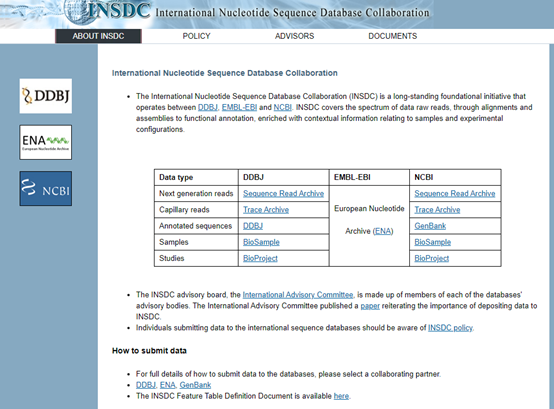 INSDC International Nucleotide Sequence Database Collaboration
ABOUT INSDC POLICY ADVISORS DOCUMENTS
DDBJ
ENA
European Nucleotide Archive
NCBI
International Nucleotide Sequence Database Collaboration
The International Nucleotide Sequence Database Collaboration (INSDC) is a long-standing foundational initiative that
operates between DDBJ, EMBL-EBI and NCBI. INSDC covers the spectrum of data raw reads, through alignments and
assemblies to functional annotation, enriched with contextual information relating to samples and experimental
configurations.
Data type DDBJ EMBL-EBI NCBI
Next generation reads Sequence Read Archive Sequence Read Archive
European Nucleotide
Capillary reads Trace Archive Trace Archive
Annotated sequences DDBJ Archive (ENA) GenBank
Samples BioSample BioSample
Studies BioProject BioProject
The INSDC advisory board, the International Advisory Committee, is made up of members of each of the databases'
advisory bodies. The International Advisory Committee published a paper reiterating the importance of depositing data to
INSDC.
Individuals submitting data to the international sequence databases should be aware of INSDC policy.
How to submit data
For full details of how to submit data to the databases, please select a collaborating partner.
DDBJ, ENA, GenBank
The INSDC Feature Table Definition Document is available here.